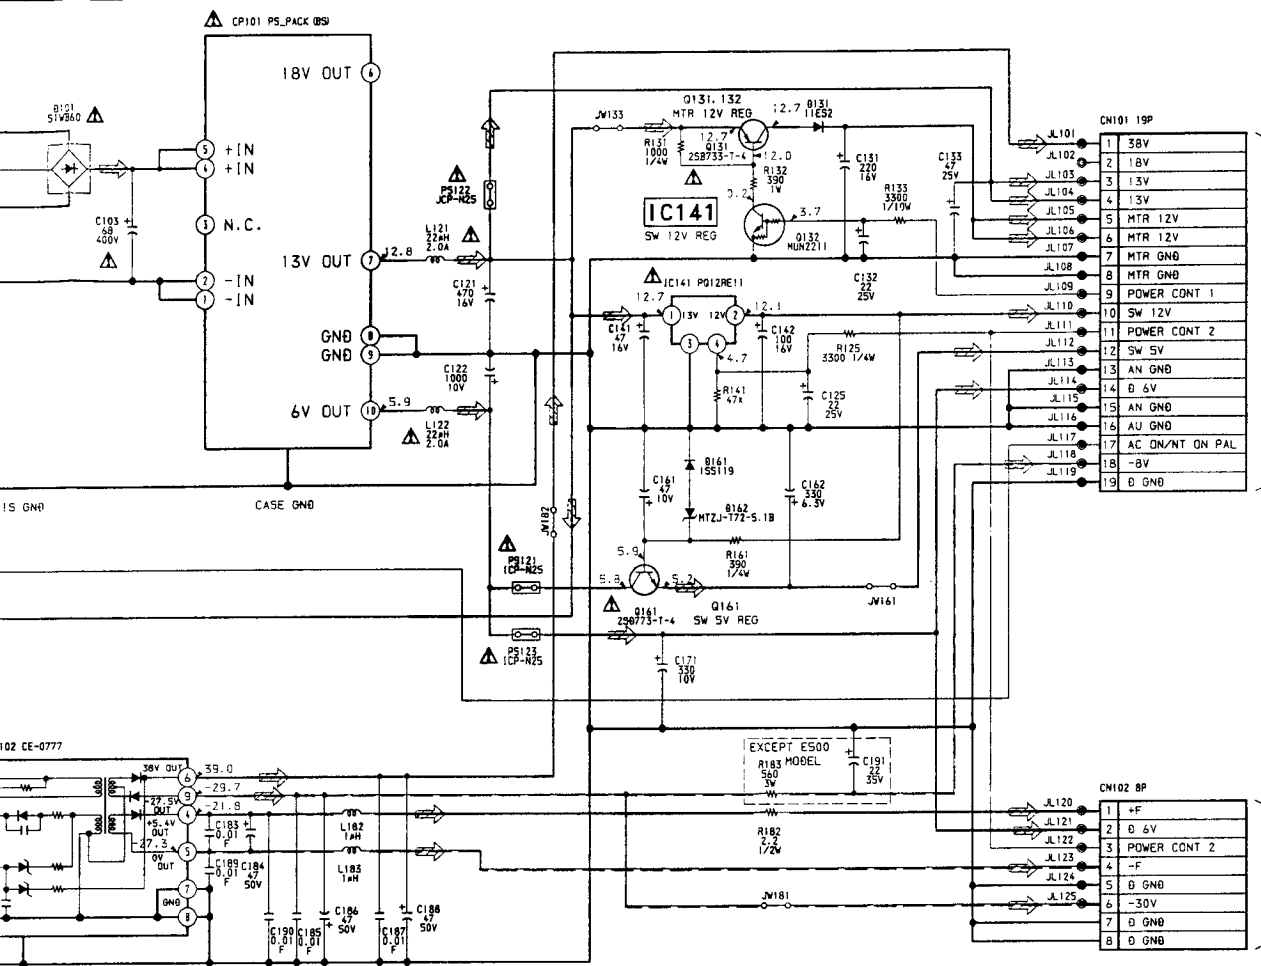 CP101 PS_PACK (BS)
18V OUT 6
D101
S1WB60
5 +IN
4 +IN
3 N.C.
C103
68
400V
13V OUT 7
12.8
L121
22μH
2.0A
2 -IN
1 -IN
GND 8
GND 9
6V OUT 10
5.9
L122
22μH
2.0A
CASE GND
IS GND
PS122
ICP-N25
C121
470
16V
C122
1000
10V
JW133
Q131, 132
MTR 12V REG
12.7
D131
11ES2
R131
1000
1/4W
12.7
Q131
2SB733-T-4
12.0
R132
390
1W
0.2
C131
220
16V
R133
3300
1/10W
C133
47
25V
IC141
SW 12V REG
3.7
Q132
MUN2211
C132
22
25V
IC141 PQ12RE11
12.7
1 13V
12V 2
12.1
3
4
4.7
C141
47
16V
C142
100
16V
R125
3300 1/4W
R141
47k
C125
22
25V
D161
1SS119
C161
47
10V
C162
330
6.3V
D162
MTZJ-T72-5.1B
R161
390
1/4W
JW182
PS121
ICP-N25
5.9
5.8
5.2
Q161
2SD773-T-4
Q161
SW 5V REG
JW161
PS123
ICP-N25
C171
330
10V
EXCEPT E500
MODEL
R183
560
3W
C191
22
35V
R182
2.2
1/2W
JW181
102 CE-0777
38V OUT 6
39.0
9
-29.7
-27.5V
OUT
4
-21.8
+5.4V
OUT
-27.3
0V
OUT
5
7
GND
8
C183
0.01
F
C189
0.01
F
C184
47
50V
L182
1μH
L183
1μH
C190
0.01
F
C185
0.01
F
C186
47
50V
C187
0.01
F
C188
47
50V
CN101 19P
JL101 1 38V
JL102 2 18V
JL103 3 13V
JL104 4 13V
JL105 5 MTR 12V
JL106 6 MTR 12V
JL107 7 MTR GND
JL108 8 MTR GND
JL109 9 POWER CONT 1
JL110 10 SW 12V
JL111 11 POWER CONT 2
JL112 12 SW 5V
JL113 13 AN GND
JL114 14 D 6V
JL115 15 AN GND
JL116 16 AU GND
JL117 17 AC ON/NT ON PAL
JL118 18 -8V
JL119 19 D GND
CN102 8P
JL120 1 +F
JL121 2 D 6V
JL122 3 POWER CONT 2
JL123 4 -F
JL124 5 D GND
JL125 6 -30V
7 D GND
8 D GND